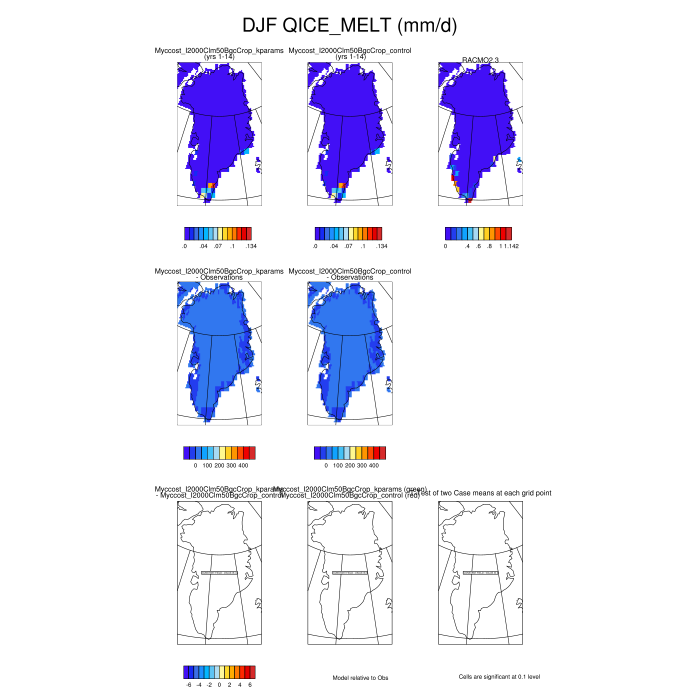 DJF QICE_MELT (mm/d)
Myccost_I2000Clm50BgcCrop_kparams
(yrs 1-14)
Myccost_I2000Clm50BgcCrop_control
(yrs 1-14)
RACMO2.3
.0 .04 .07 .1 .134
.0 .04 .07 .1 .134
.0 .4 .6 .8 1 1.142
Myccost_I2000Clm50BgcCrop_kparams
- Observations
Myccost_I2000Clm50BgcCrop_control
- Observations
0 100 200 300 400
0 100 200 300 400
Myccost_I2000Clm50BgcCrop_kparams
- Myccost_I2000Clm50BgcCrop_control
Myccost_I2000Clm50BgcCrop_kparams (green)
Myccost_I2000Clm50BgcCrop_control (red)
of two Case means at each grid point
-6 -4 -2 0 2 4 6
Model relative to Obs
Cells are significant at 0.1 level